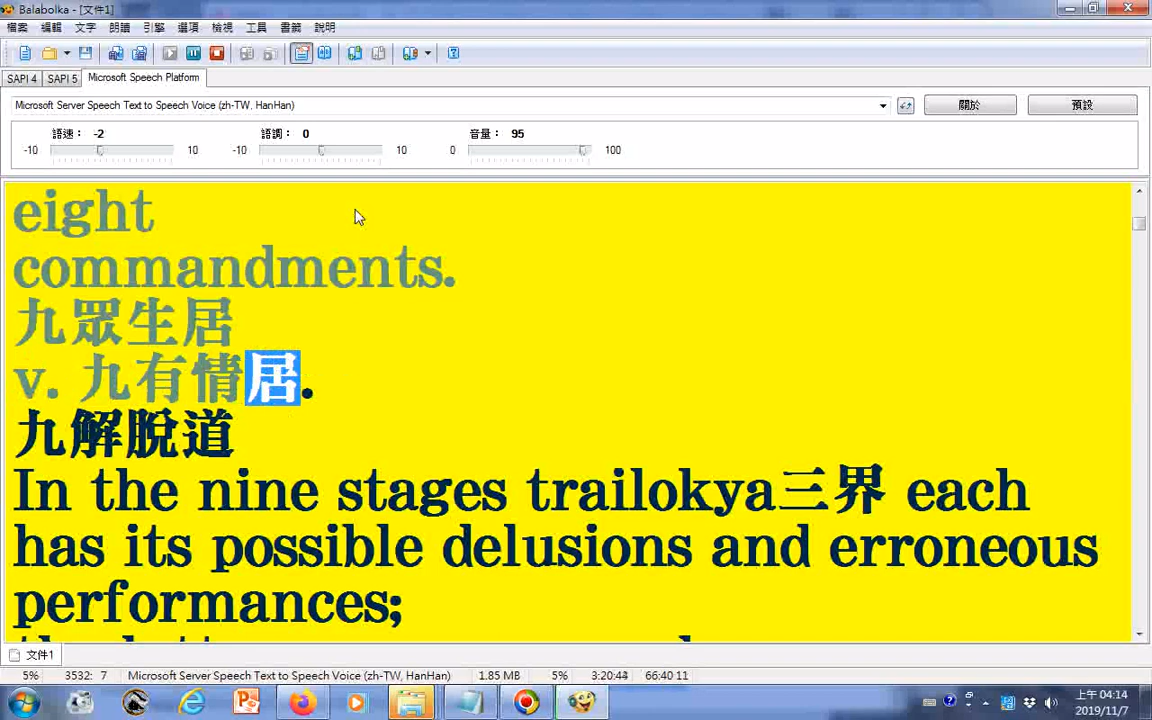 Balabolka - [文件1]
檔案 編輯 文字 朗讀 引擎 選項 檢視 工具 書籤 說明
SAPI 4 SAPI 5 Microsoft Speech Platform
Microsoft Server Speech Text to Speech Voice (zh-TW, HanHan) 關於 預設
語速： -2 語調： 0 音量： 95
-10 10 -10 10 0 100
eight
commandments.
九眾生居
v. 九有情居.
九解脫道
In the nine stages trailokya三界 each
has its possible delusions and erroneous
performances;
文件1
5% 3532: 7 Microsoft Server Speech Text to Speech Voice (zh-TW, HanHan) 1.85 MB 5% 3:20:44 66:40 11
上午 04:14
2019/11/7